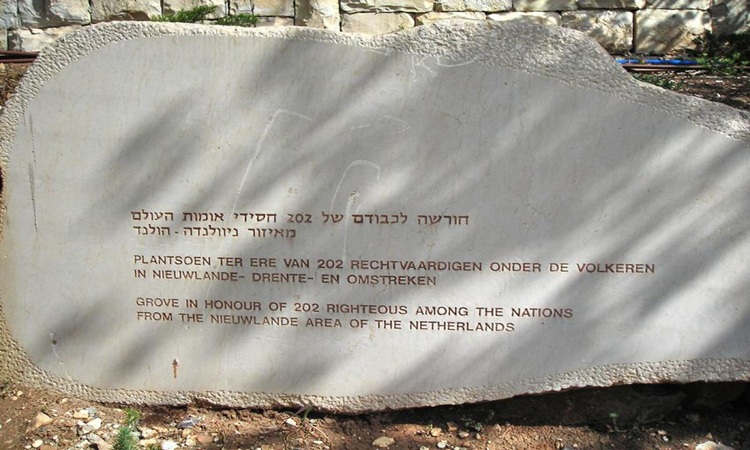 חורשה לכבודם של 202 חסידי אומות העולם
מאיזור ניוולנדה - הולנד
PLANTSOEN TER ERE VAN 202 RECHTVAARDIGEN ONDER DE VOLKEREN
IN NIEUWLANDE- DRENTE- EN OMSTREKEN
GROVE IN HONOUR OF 202 RIGHTEOUS AMONG THE NATIONS
FROM THE NIEUWLANDE AREA OF THE NETHERLANDS